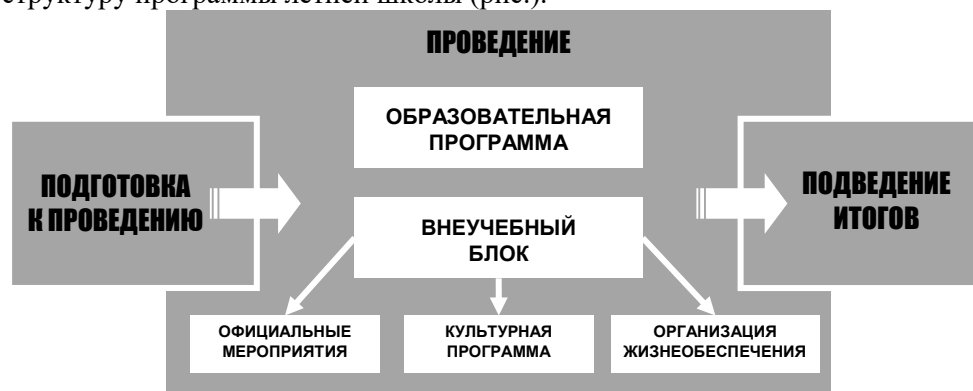 структуру программы летней школы (рис.).
ПРОВЕДЕНИЕ
ОБРАЗОВАТЕЛЬНАЯ
ПРОГРАММА
ПОДГОТОВКА
К ПРОВЕДЕНИЮ
ПОДВЕДЕНИЕ
ИТОГОВ
ВНЕУЧЕБНЫЙ
БЛОК
ОФИЦИАЛЬНЫЕ
МЕРОПРИЯТИЯ
КУЛЬТУРНАЯ
ПРОГРАММА
ОРГАНИЗАЦИЯ
ЖИЗНЕОБЕСПЕЧЕНИЯ